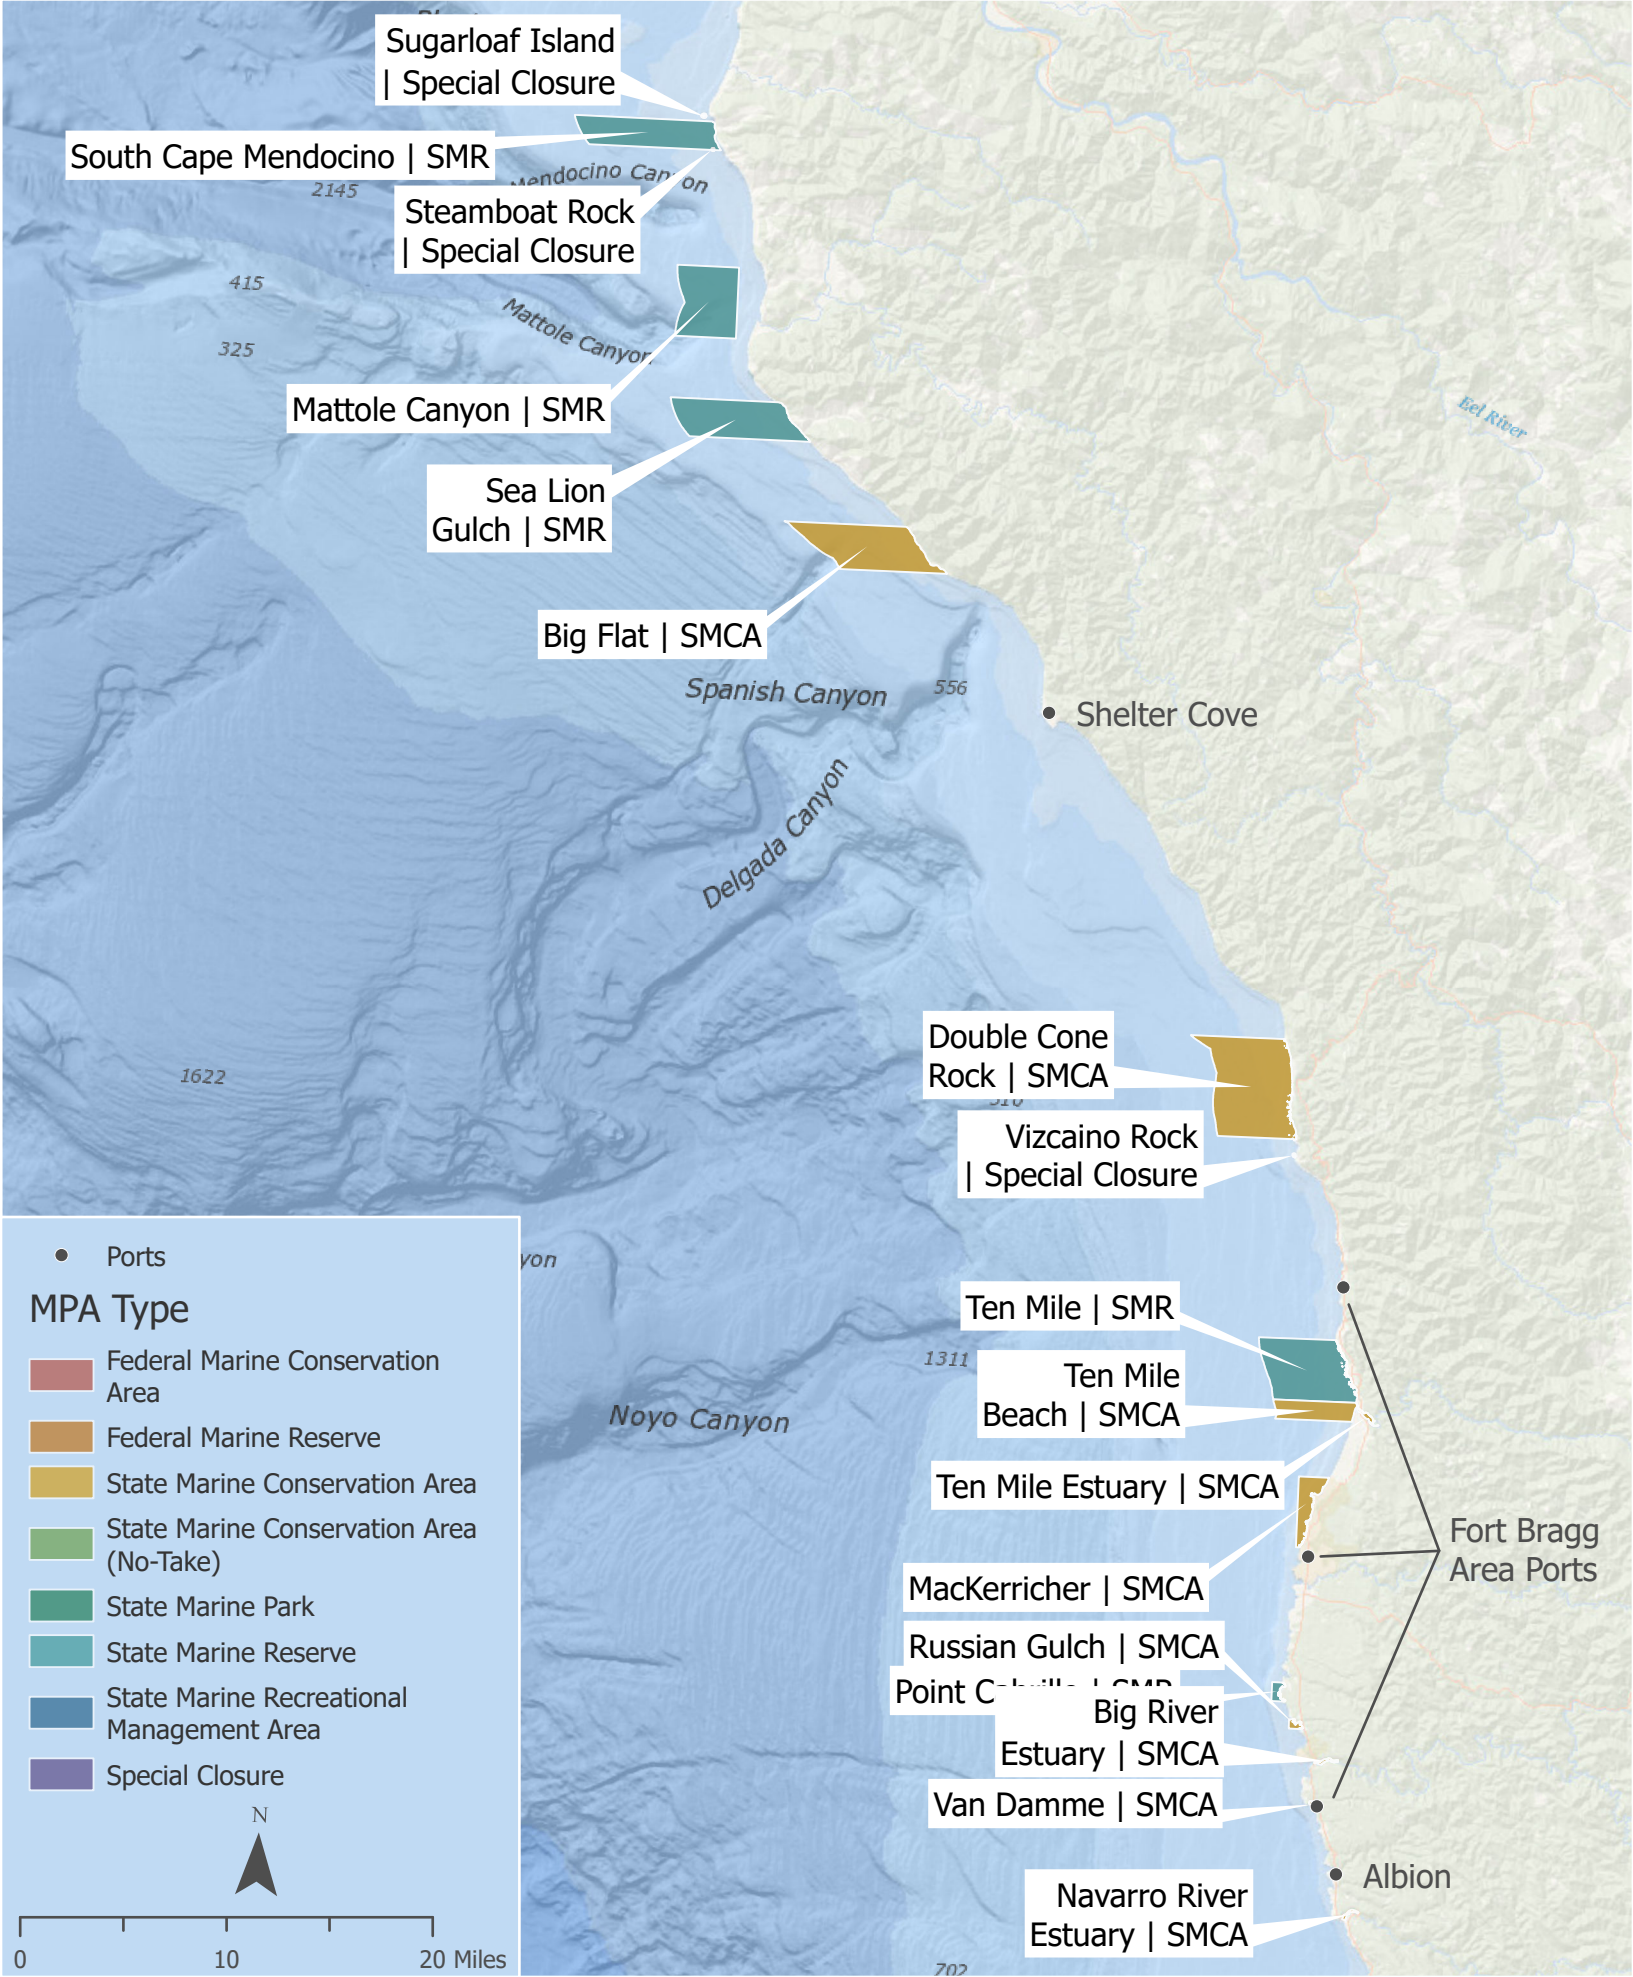 Sugarloaf Island
| Special Closure
South Cape Mendocino | SMR
Mendocino Canyon
2145
Steamboat Rock
| Special Closure
415
Mattole Canyon
325
Mattole Canyon | SMR
Eel River
Sea Lion
Gulch | SMR
Big Flat | SMCA
Spanish Canyon
556
Shelter Cove
Delgada Canyon
Double Cone
Rock | SMCA
1622
Vizcaino Rock
| Special Closure
yon
Ten Mile | SMR
1311
Ten Mile
Beach | SMCA
Noyo Canyon
Ten Mile Estuary | SMCA
Fort Bragg
Area Ports
MacKerricher | SMCA
Russian Gulch | SMCA
Point
Big River
Estuary | SMCA
Van Damme | SMCA
Albion
Navarro River
Estuary | SMCA
702
Ports
MPA Type
Federal Marine Conservation
Area
Federal Marine Reserve
State Marine Conservation Area
State Marine Conservation Area
(No-Take)
State Marine Park
State Marine Reserve
State Marine Recreational
Management Area
Special Closure
N
0 10 20 Miles